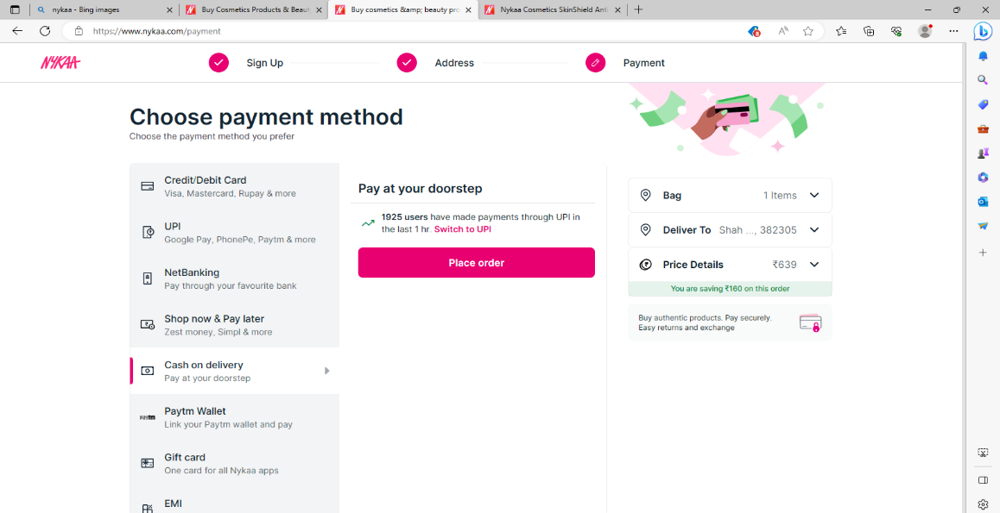 nykaa - Bing images
Buy Cosmetics Products & Beaut
Buy cosmetics &amp; beauty pro
Nykaa Cosmetics SkinShield Ant
https://www.nykaa.com/payment
NYKAA
Sign Up
Address
Payment
Choose payment method
Choose the payment method you prefer
Credit/Debit Card
Visa, Mastercard, Rupay & more
UPI
Google Pay, PhonePe, Paytm & more
NetBanking
Pay through your favourite bank
Shop now & Pay later
Zest money, Simpl & more
Cash on delivery
Pay at your doorstep
Paytm Wallet
Link your Paytm wallet and pay
Gift card
One card for all Nykaa apps
EMI
Pay at your doorstep
1925 users have made payments through UPI in
the last 1 hr. Switch to UPI
Place order
Bag 1 Items
Deliver To Shah ..., 382305
Price Details ₹639
You are saving ₹160 on this order
Buy authentic products. Pay securely.
Easy returns and exchange